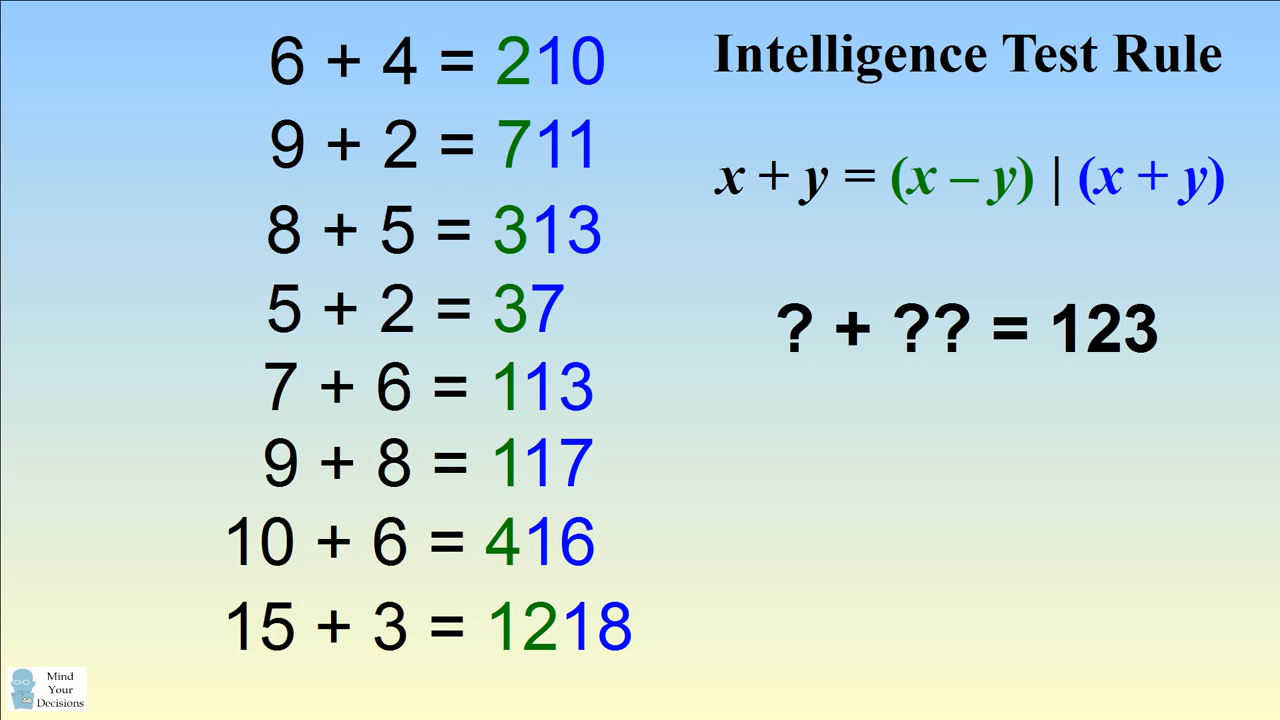 6 + 4 = 210
9 + 2 = 711
8 + 5 = 313
5 + 2 = 37
7 + 6 = 113
9 + 8 = 117
10 + 6 = 416
15 + 3 = 1218
Intelligence Test Rule
x + y = (x – y) | (x + y)
? + ?? = 123
Mind
Your
Decisions